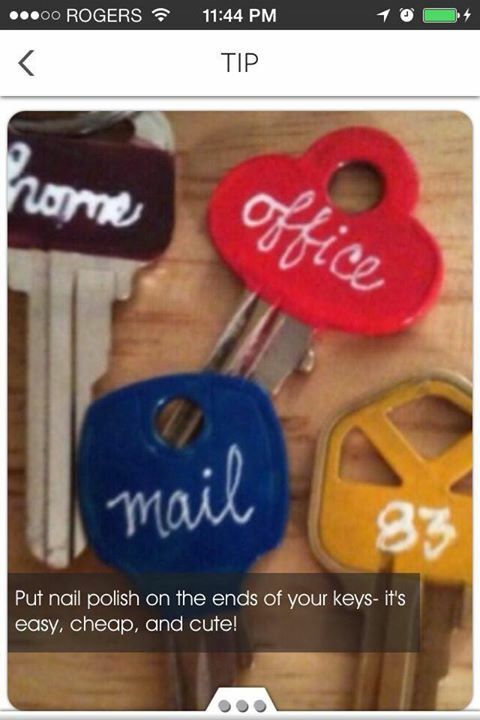 ROGERS 11:44 PM
TIP
home
office
mail
83
Put nail polish on the ends of your keys- it's
easy, cheap, and cute!